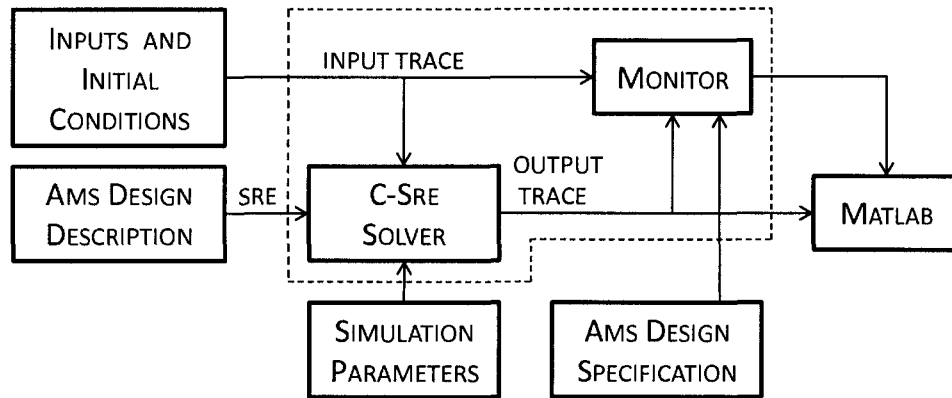 INPUTS AND
INITIAL
CONDITIONS
INPUT TRACE
MONITOR
AMS DESIGN
DESCRIPTION
SRE
C-SRE
SOLVER
OUTPUT
TRACE
MATLAB
SIMULATION
PARAMETERS
AMS DESIGN
SPECIFICATION